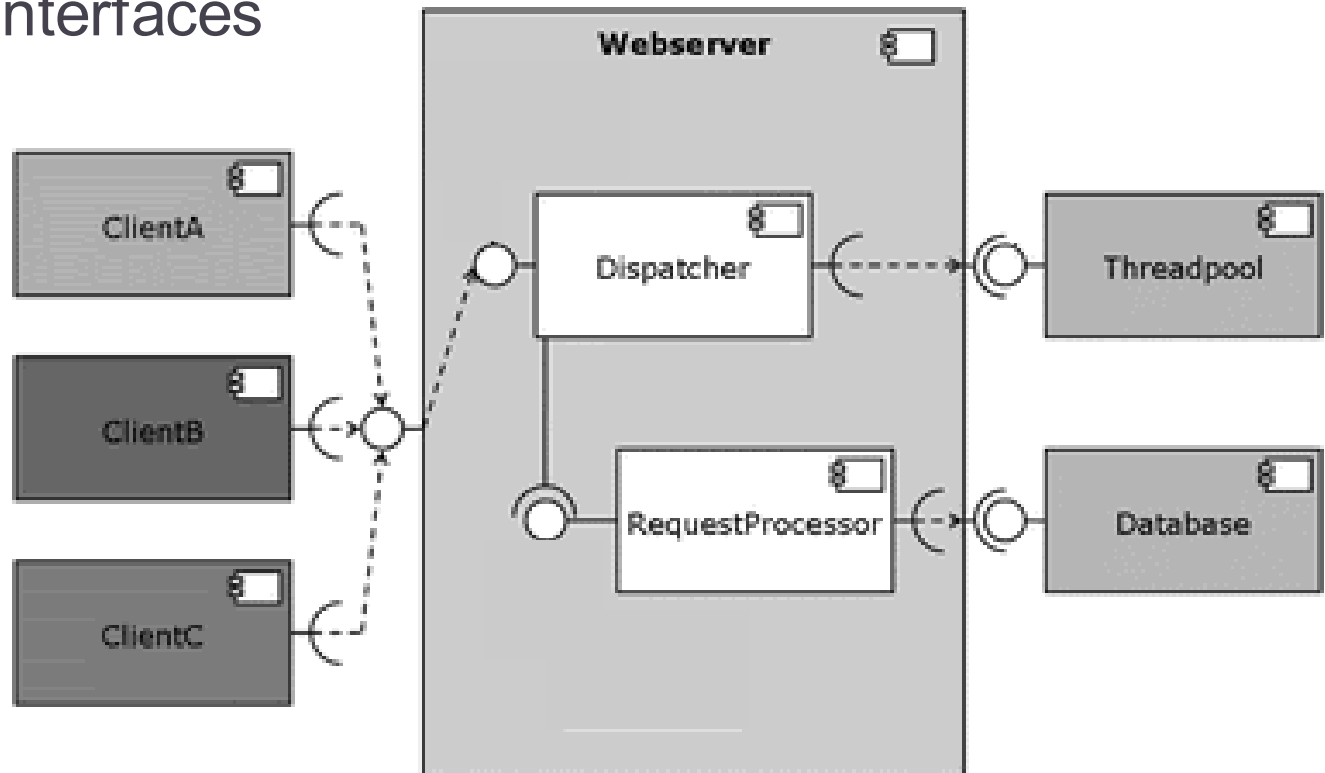 nterfaces
Webserver
ClientA
Dispatcher
Threadpool
ClientB
ClientC
RequestProcessor
Database